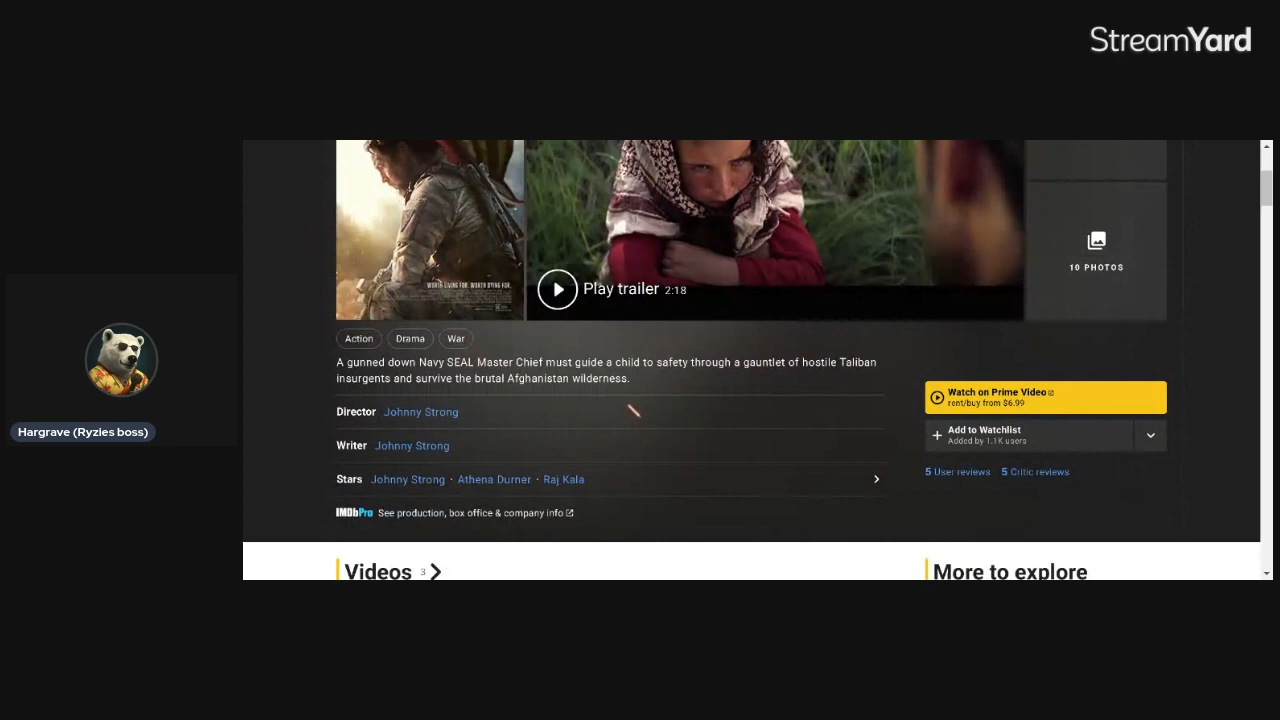 StreamYard
WORTH LIVING FOR. WORTH DYING FOR.
Play trailer 2:18
10 PHOTOS
Action Drama War
A gunned down Navy SEAL Master Chief must guide a child to safety through a gauntlet of hostile Taliban
insurgents and survive the brutal Afghanistan wilderness.
Watch on Prime Video
rent/buy from $6.99
Director Johnny Strong
Add to Watchlist
Added by 1.1K users
Hargrave (Ryzies boss)
Writer Johnny Strong
5 User reviews 5 Critic reviews
Stars Johnny Strong · Athena Durner · Raj Kala
IMDbPro See production, box office & company info
Videos 3
More to explore